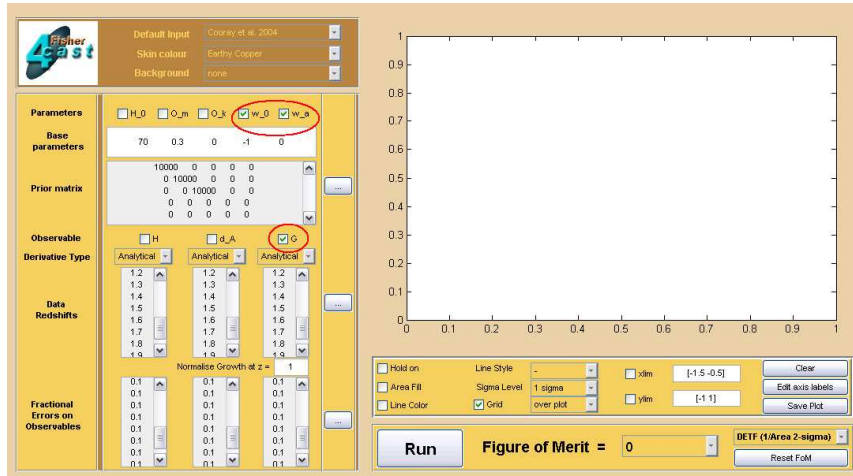 Fisher
4cast
Default Input Cooray et al. 2004
Skin colour Earthy Copper
Background none
Parameters H_0 O_m O_k w_0 w_a
Base parameters 70 0.3 0 -1 0
Prior matrix
10000 0 0 0 0
0 10000 0 0 0
0 0 10000 0 0
0 0 0 0 0
0 0 0 0 0
...
Observable H d_A G
Derivative Type Analytical Analytical Analytical
Data Redshifts
1.2 1.2 1.2
1.3 1.3 1.3
1.4 1.4 1.4
1.5 1.5 1.5
1.6 1.6 1.6
1.7 1.7 1.7
1.8 1.8 1.8
1.9 1.9 1.9
...
Normalise Growth at z = 1
Fractional Errors on Observables
0.1 0.1 0.1
0.1 0.1 0.1
0.1 0.1 0.1
0.1 0.1 0.1
0.1 0.1 0.1
0.1 0.1 0.1
0.1 0.1 0.1
...
1
0.9
0.8
0.7
0.6
0.5
0.4
0.3
0.2
0.1
0
0 0.1 0.2 0.3 0.4 0.5 0.6 0.7 0.8 0.9 1
Hold on Line Style - xlim [-1.5 -0.5] Clear
Area Fill Sigma Level 1 sigma Edit axis labels
Line Color Grid over plot ylim [-1 1] Save Plot
Run Figure of Merit = 0 DETF (1/Area 2-sigma)
Reset FoM